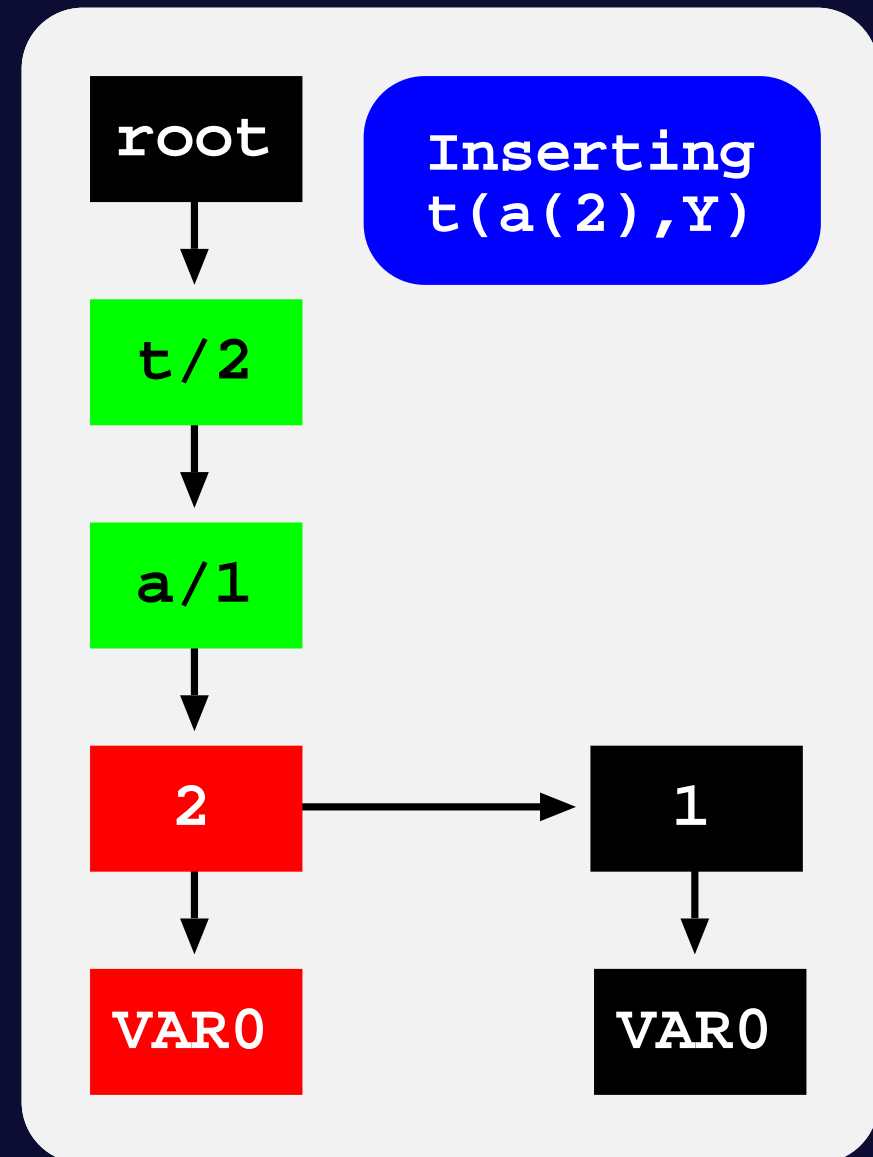 root
Inserting
t(a(2),Y)
t/2
a/1
2
1
VAR0
VAR0